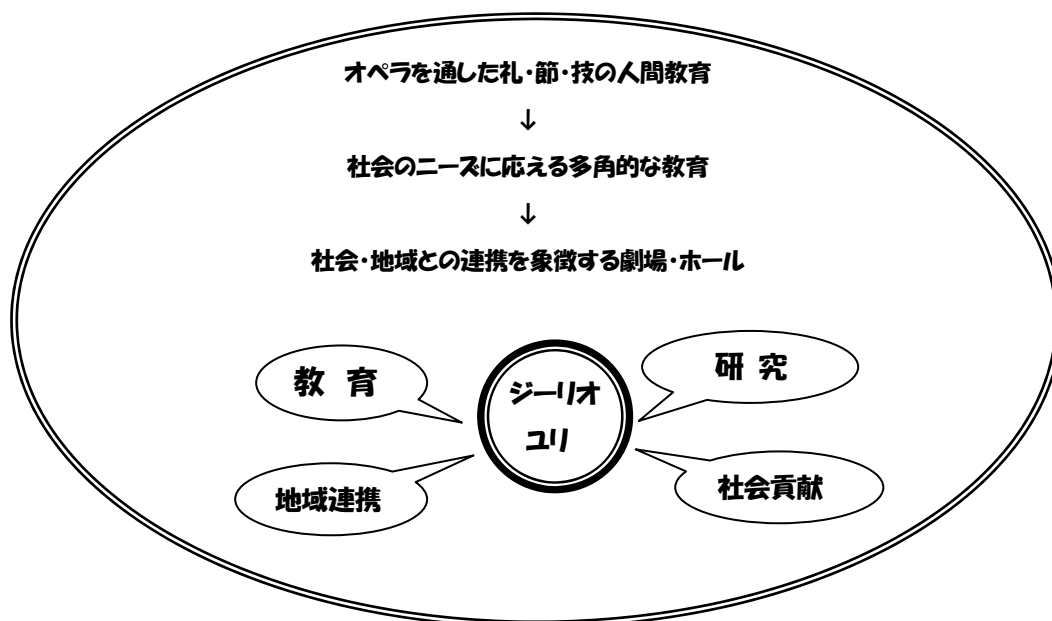 オペラを通した礼・節・技の人間教育
↓
社会のニーズに応える多角的な教育
↓
社会・地域との連携を象徴する劇場・ホール
教 育
研 究
ジーリオ
ユリ
地域連携
社会貢献